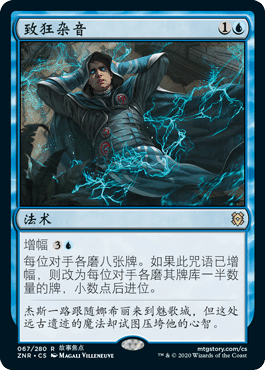 致狂杂音 1
法术
增幅 3
每位对手各磨八张牌。如果此咒语已增
幅，则改为每位对手各磨其牌库一半数
量的牌，小数点后进位。
杰斯一路跟随娜希丽来到魅歌城，但这处
远古遗迹的魔法却试图压垮他的心智。
067/280 R 故事焦点
ZNR • CS MAGALI VILLENEUVE
mtgstory.com/cs
™ & © 2020 Wizards of the Coast